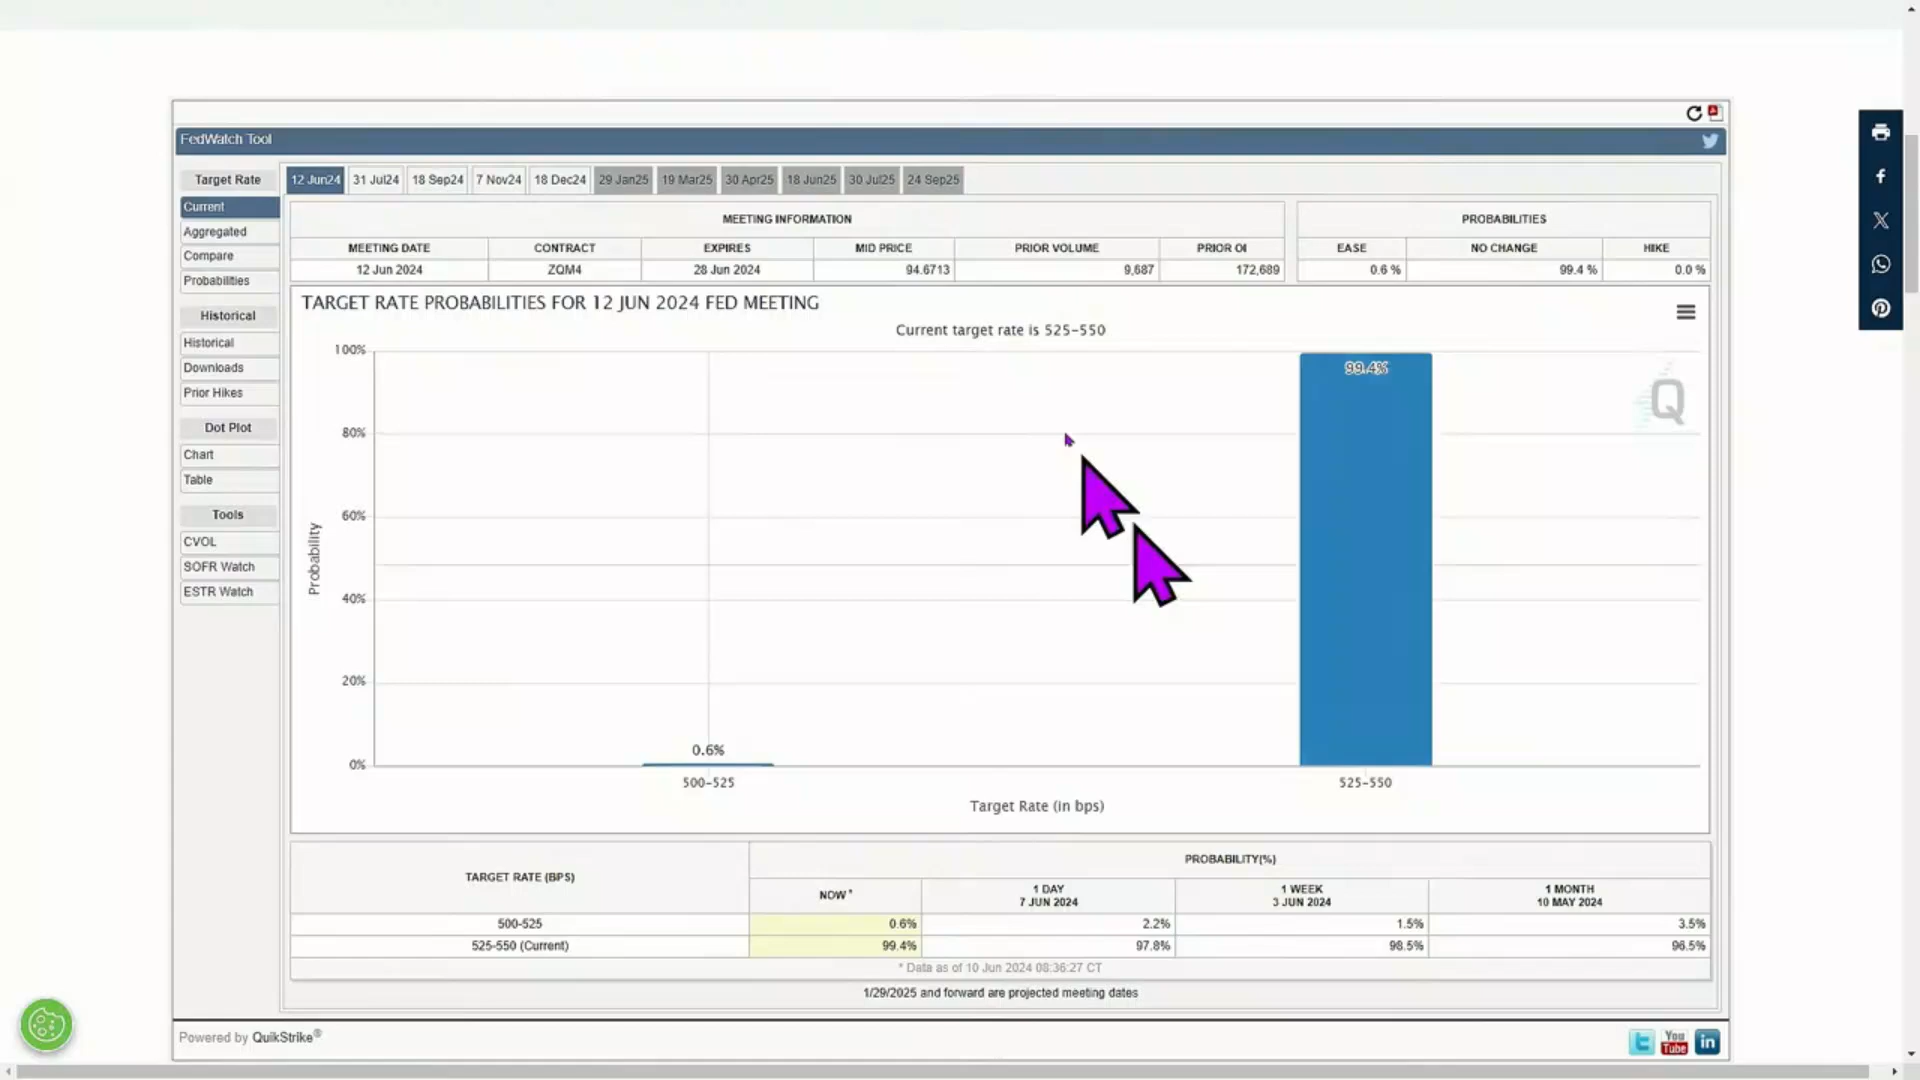 FedWatch Tool
Target Rate
Current
Aggregated
Compare
Probabilities
Historical
Historical
Downloads
Prior Hikes
Dot Plot
Chart
Table
Tools
CVOL
SOFR Watch
ESTR Watch
12 Jun24 31 Jul24 18 Sep24 7 Nov24 18 Dec24 29 Jan25 19 Mar25 30 Apr25 18 Jun25 30 Jul25 24 Sep25
MEETING INFORMATION
MEETING DATE CONTRACT EXPIRES MID PRICE PRIOR VOLUME PRIOR OI
12 Jun 2024 ZQM4 28 Jun 2024 94.6713 9,687 172,689
PROBABILITIES
EASE NO CHANGE HIKE
0.6 % 99.4 % 0.0 %
TARGET RATE PROBABILITIES FOR 12 JUN 2024 FED MEETING
Current target rate is 525-550
Probability
100%
80%
60%
40%
20%
0%
99.4%
Q
0.6%
500-525 525-550
Target Rate (in bps)
TARGET RATE (BPS)
PROBABILITY(%)
NOW * 1 DAY 1 WEEK 1 MONTH
7 JUN 2024 3 JUN 2024 10 MAY 2024
500-525 0.6% 2.2% 1.5% 3.5%
525-550 (Current) 99.4% 97.8% 98.5% 96.5%
* Data as of 10 Jun 2024 08:36:27 CT
1/29/2025 and forward are projected meeting dates
Powered by QuikStrike®
You
Tube
in